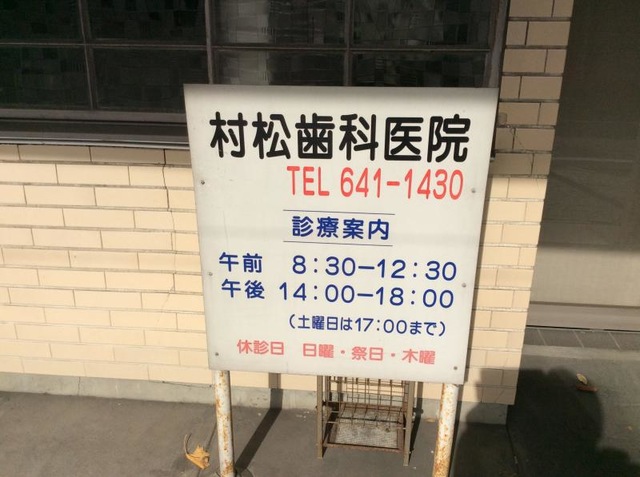 村松歯科医院
TEL 641-1430
診療案内
午前 8:30-12:30
午後 14:00-18:00
(土曜日は17:00まで)
休診日 日曜・祭日・木曜